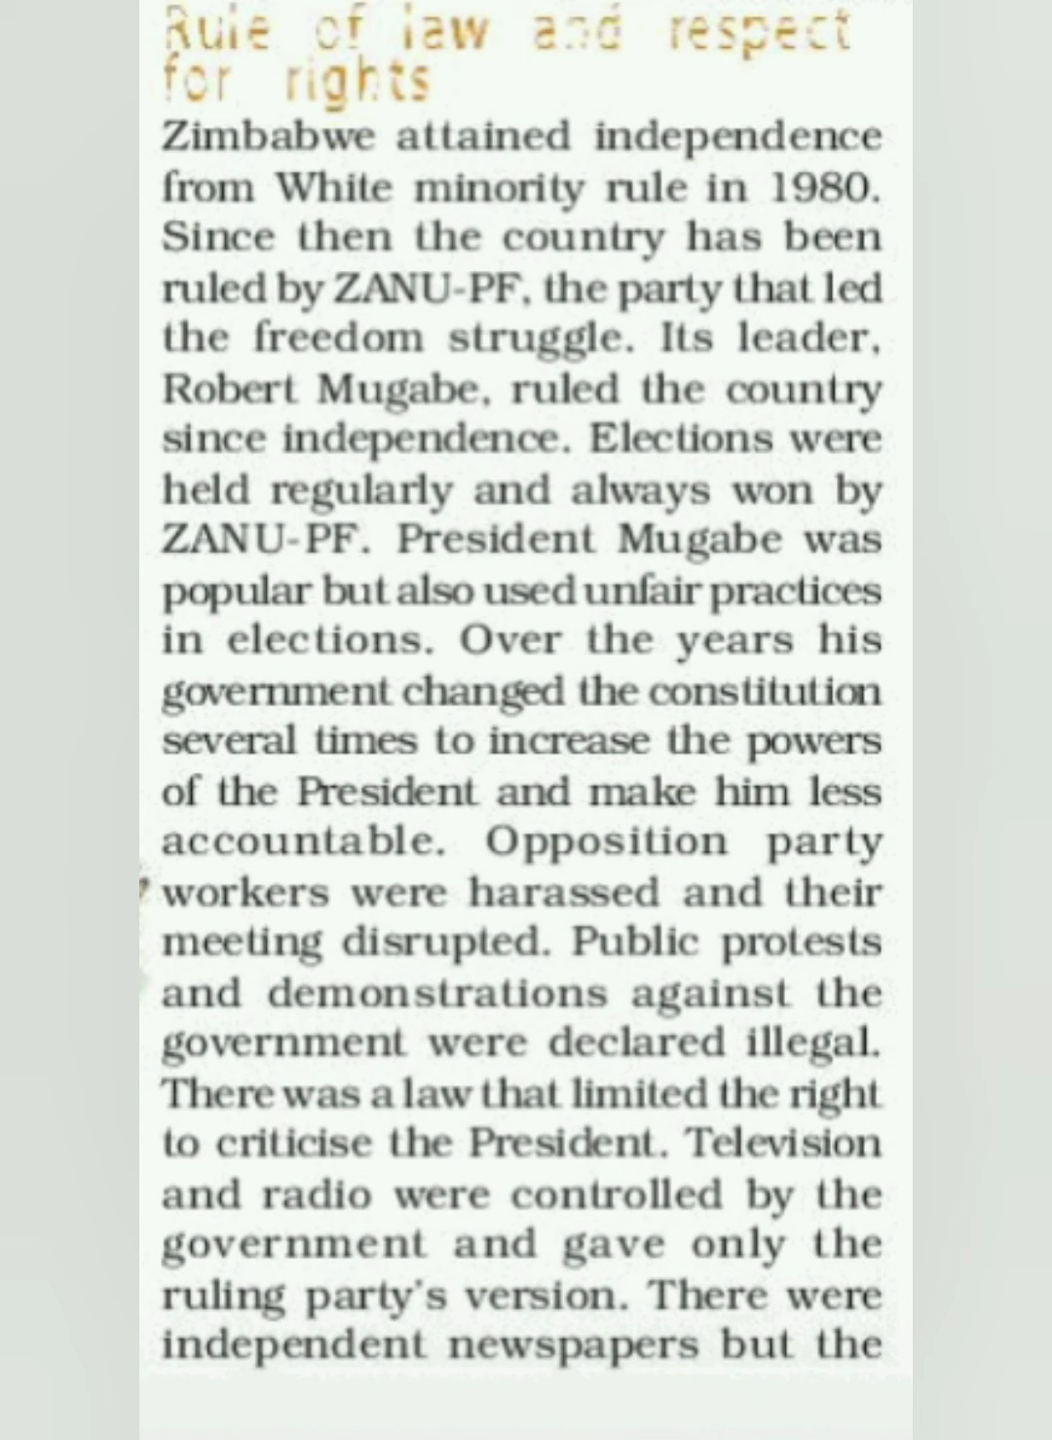 Rule of law and respect
for rights
Zimbabwe attained independence
from White minority rule in 1980.
Since then the country has been
ruled by ZANU-PF, the party that led
the freedom struggle. Its leader,
Robert Mugabe, ruled the country
since independence. Elections were
held regularly and always won by
ZANU-PF. President Mugabe was
popular but also used unfair practices
in elections. Over the years his
government changed the constitution
several times to increase the powers
of the President and make him less
accountable. Opposition party
workers were harassed and their
meeting disrupted. Public protests
and demonstrations against the
government were declared illegal.
There was a law that limited the right
to criticise the President. Television
and radio were controlled by the
government and gave only the
ruling party's version. There were
independent newspapers but the